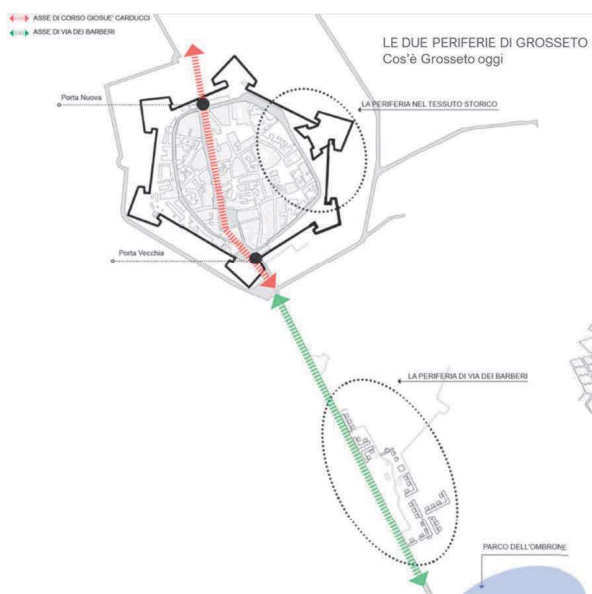 ASSE DI CORSO GIOSUE' CARDUCCI
ASSE DI VIA DEI BARBERI
LE DUE PERIFERIE DI GROSSETO
Cos'è Grosseto oggi
Porta Nuova
LA PERIFERIA NEL TESSUTO STORICO
Porta Vecchia
LA PERIFERIA DI VIA DEI BARBERI
PARCO DELL'OMBRONE